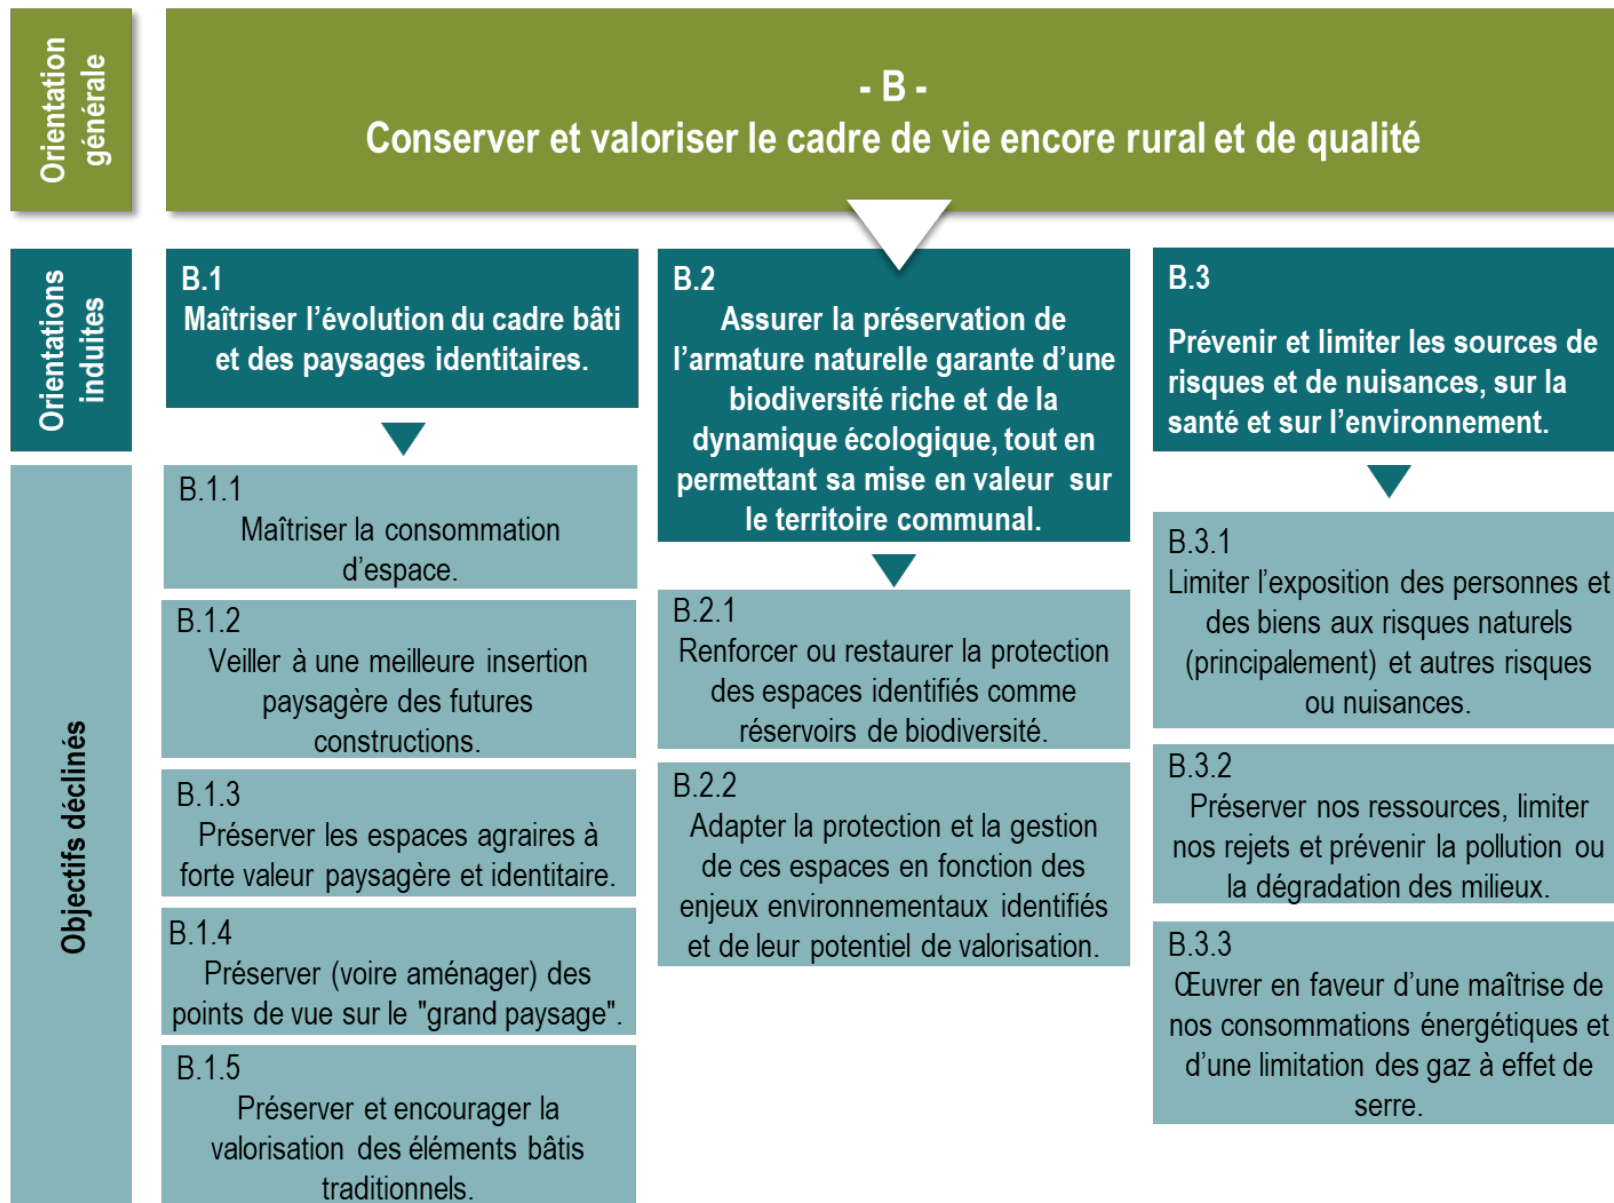 Orientation
générale
- B -
Conserver et valoriser le cadre de vie encore rural et de qualité
Orientations
induites
B.1
Maîtriser l’évolution du cadre bâti
et des paysages identitaires.
B.2
Assurer la préservation de
l’armature naturelle garante d’une
biodiversité riche et de la
dynamique écologique, tout en
permettant sa mise en valeur sur
le territoire communal.
B.3
Prévenir et limiter les sources de
risques et de nuisances, sur la
santé et sur l’environnement.
Objectifs déclinés
B.1.1
Maîtriser la consommation
d’espace.
B.1.2
Veiller à une meilleure insertion
paysagère des futures
constructions.
B.1.3
Préserver les espaces agraires à
forte valeur paysagère et identitaire.
B.1.4
Préserver (voire aménager) des
points de vue sur le "grand paysage".
B.1.5
Préserver et encourager la
valorisation des éléments bâtis
traditionnels.
B.2.1
Renforcer ou restaurer la protection
des espaces identifiés comme
réservoirs de biodiversité.
B.2.2
Adapter la protection et la gestion
de ces espaces en fonction des
enjeux environnementaux identifiés
et de leur potentiel de valorisation.
B.3.1
Limiter l’exposition des personnes et
des biens aux risques naturels
(principalement) et autres risques
ou nuisances.
B.3.2
Préserver nos ressources, limiter
nos rejets et prévenir la pollution ou
la dégradation des milieux.
B.3.3
Œuvrer en faveur d’une maîtrise de
nos consommations énergétiques et
d’une limitation des gaz à effet de
serre.